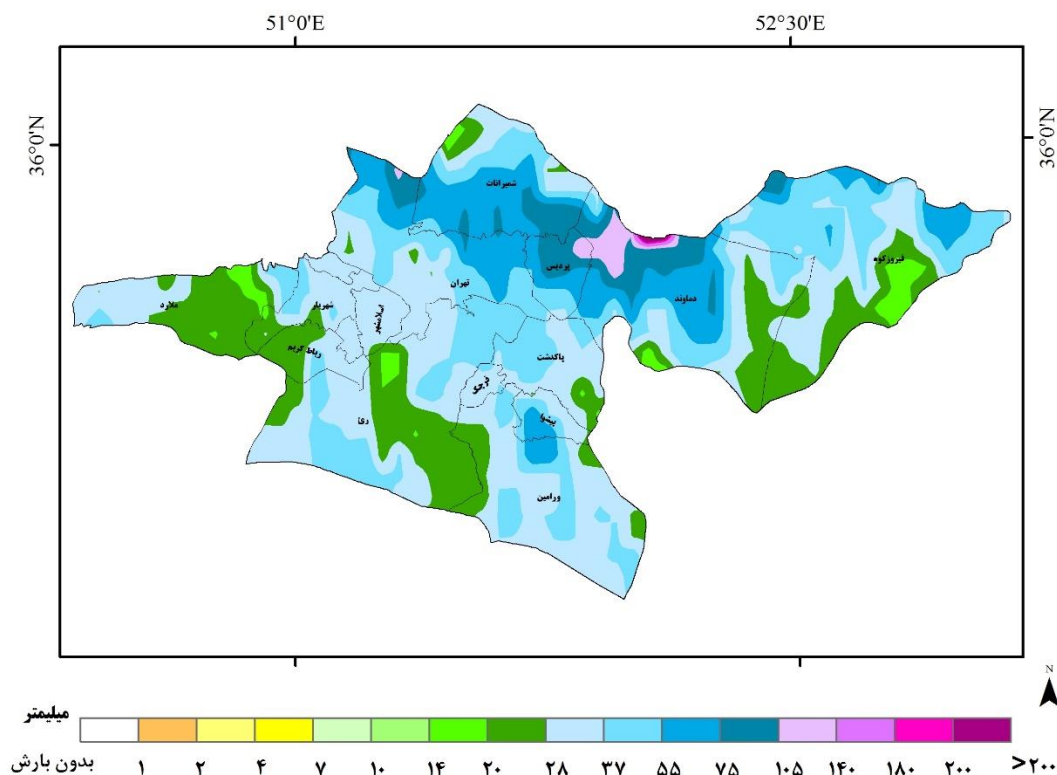 51°0'E 52°30'E
36°0'N 36°0'N
شمیرانات
فیروزکوه
پردیس
تهران
دماوند
ملارد
شهریار
اسلامشهر
رباط کریم
پاکدشت
قرچک
پیشوا
ری
ورامین
N
میلیمتر
بدون بارش ۱ ۲ ۴ ۷ ۱۰ ۱۴ ۲۰ ۲۸ ۳۷ ۵۵ ۷۵ ۱۰۵ ۱۴۰ ۱۸۰ ۲۰۰<